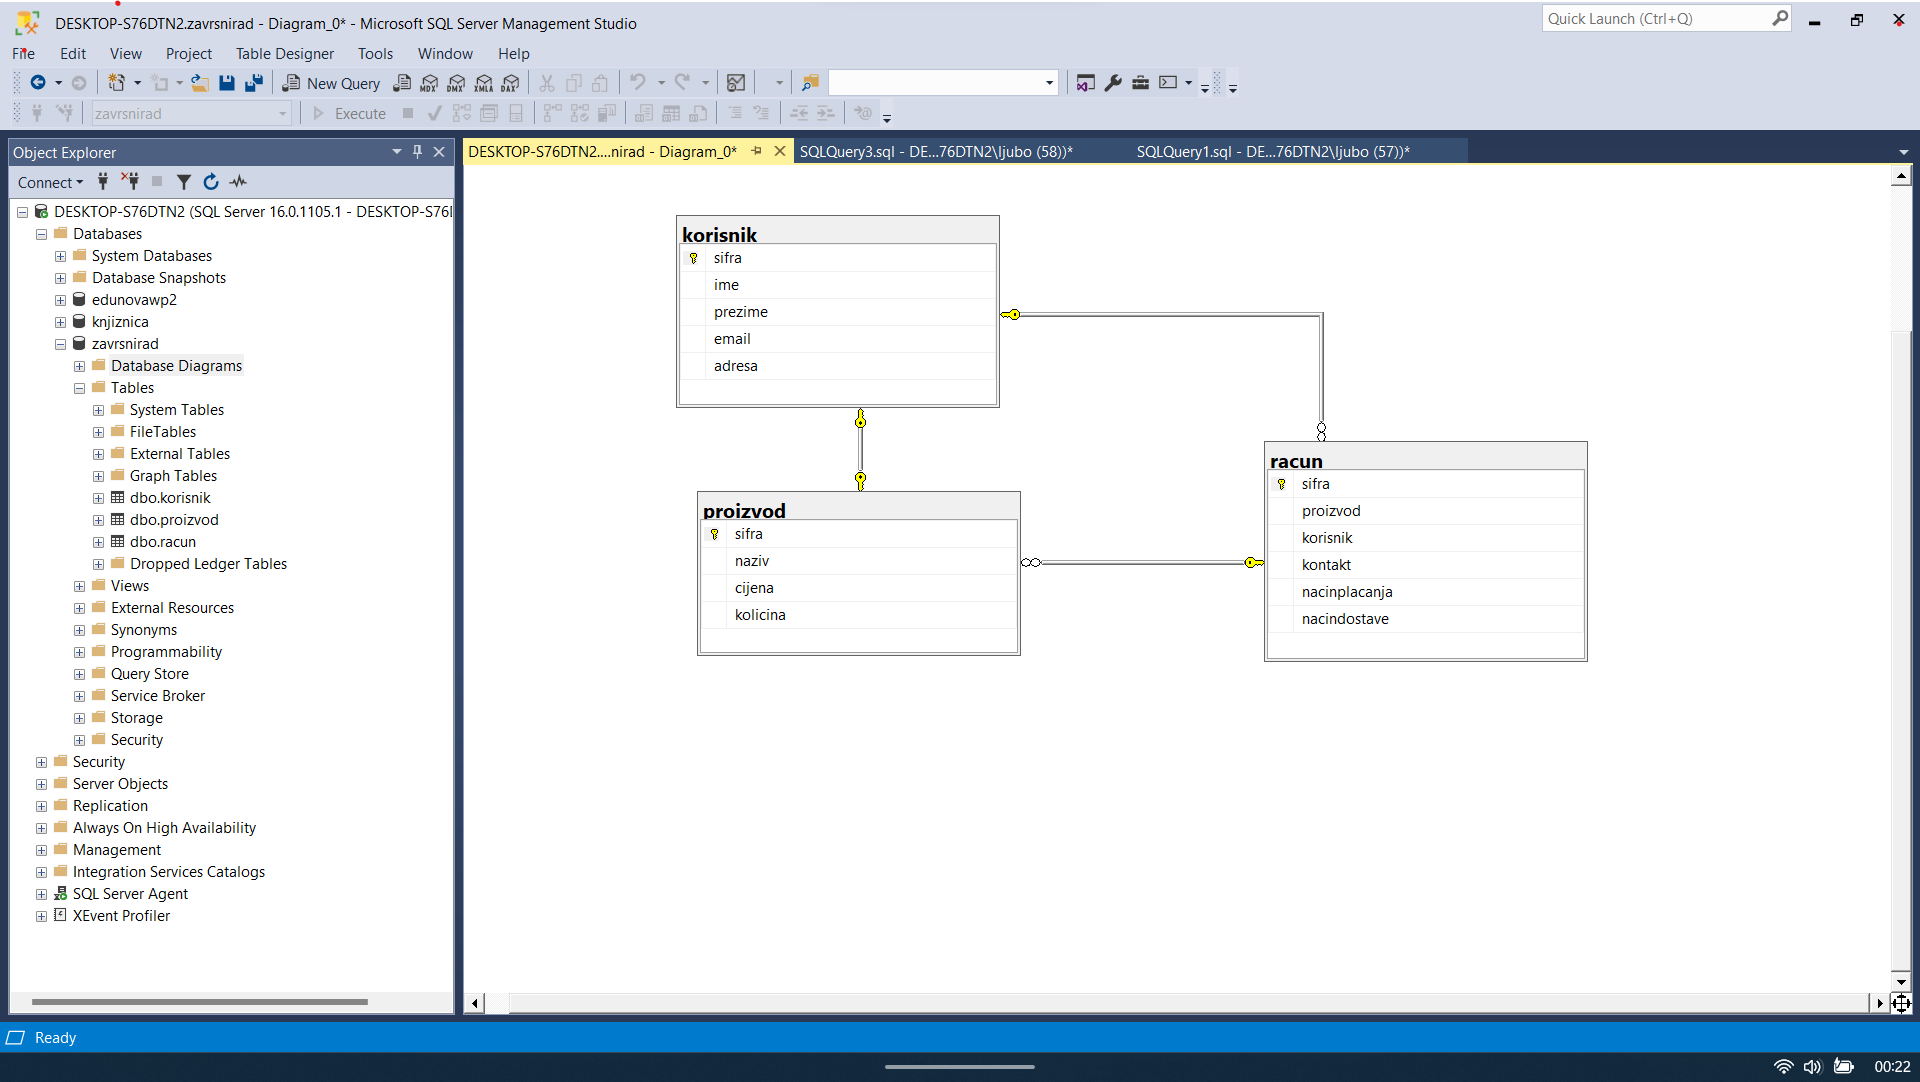 DESKTOP-S76DTN2.zavrsnirad - Diagram_0* - Microsoft SQL Server Management Studio
Quick Launch (Ctrl+Q)
File Edit View Project Table Designer Tools Window Help
New Query MDX DMX XMLA DAX
zavrsnirad Execute
Object Explorer
DESKTOP-S76DTN2....nirad - Diagram_0* SQLQuery3.sql - DE...76DTN2\ljubo (58))* SQLQuery1.sql - DE...76DTN2\ljubo (57))*
Connect
DESKTOP-S76DTN2 (SQL Server 16.0.1105.1 - DESKTOP-S76
Databases
System Databases
Database Snapshots
edunovawp2
knjiznica
zavrsnirad
Database Diagrams
Tables
System Tables
FileTables
External Tables
Graph Tables
dbo.korisnik
dbo.proizvod
dbo.racun
Dropped Ledger Tables
Views
External Resources
Synonyms
Programmability
Query Store
Service Broker
Storage
Security
Security
Server Objects
Replication
Always On High Availability
Management
Integration Services Catalogs
SQL Server Agent
XEvent Profiler
korisnik
sifra
ime
prezime
email
adresa
proizvod
sifra
naziv
cijena
kolicina
racun
sifra
proizvod
korisnik
kontakt
nacinplacanja
nacindostave
Ready
00:22